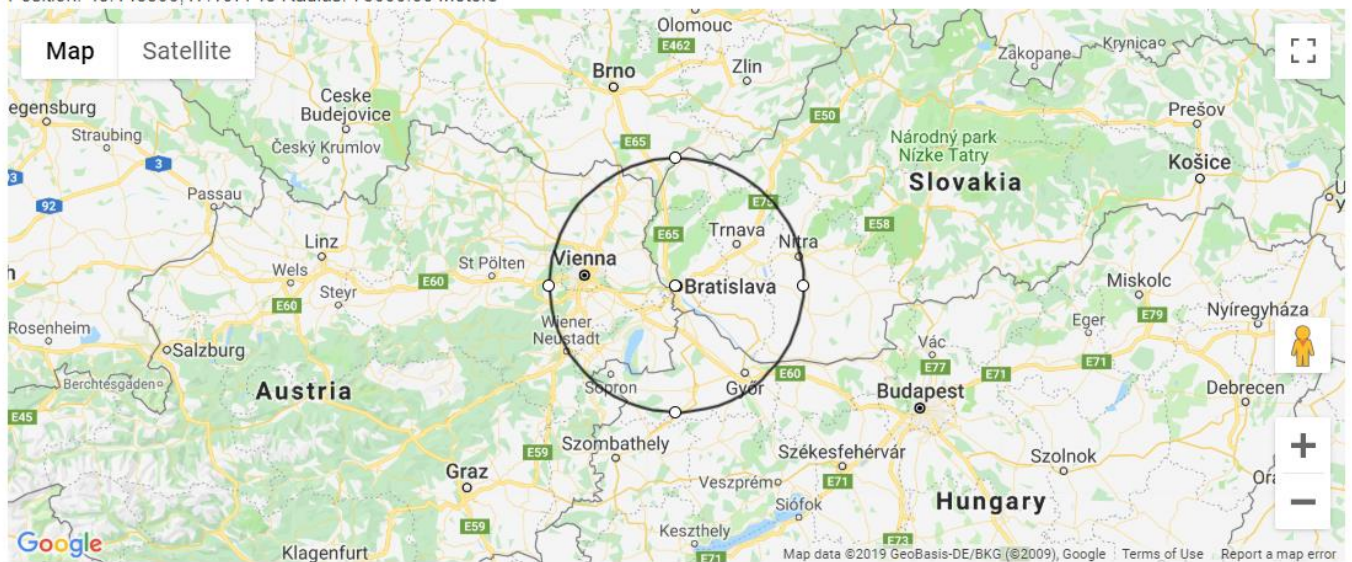 Olomouc
E462
Map Satellite
Zakopane
Krynica
Brno
Zlin
Ceske
Budejovice
Prešov
egensburg
Straubing
E50
Český Krumlov
Národný park
Nízke Tatry
E65
3
Košice
3
Passau
Slovakia
92
E75
U
У
Trnava
E58
E65
Nitra
Linz
n
St Pölten
Vienna
Wels
E60
Bratislava
Miskolc
Steyr
E60
E79
Nyíregyháza
Rosenheim
Wiener
Neustadt
Eger
Vác
Salzburg
E71
E77
E60
E71
Berchtesgaden
Sopron
Győr
Austria
Budapest
Debrecen
E45
E71
Szombathely
E59
Székesfehérvár
Szolnok
Graz
Veszprém
E71
Ora
Siófok
Hungary
E59
Keszthely
E73
Google
Klagenfurt
E71
Map data ©2019 GeoBasis-DE/BKG (©2009), Google Terms of Use Report a map error